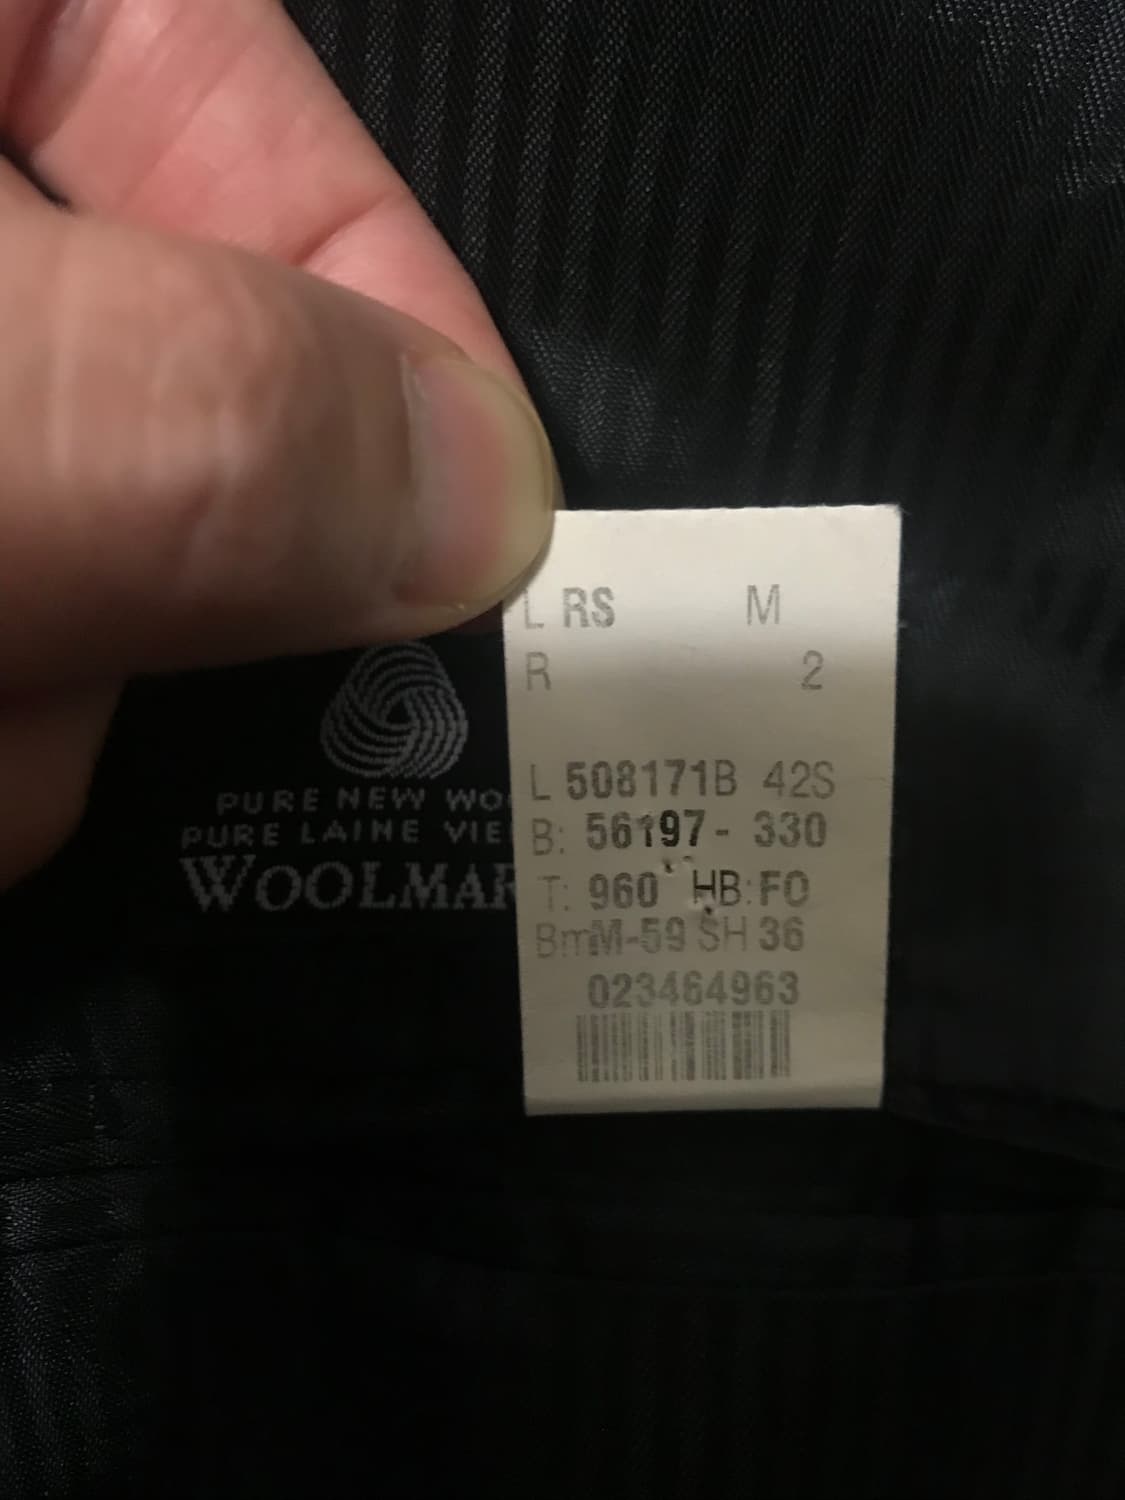 L RS M
R 2
L 508171B 42S
B: 56197- 330
T: 960 HB:FO
BmM-59 SH 36
023464963
PURE NEW WO
PURE LAINE VIE
WOOLMAR